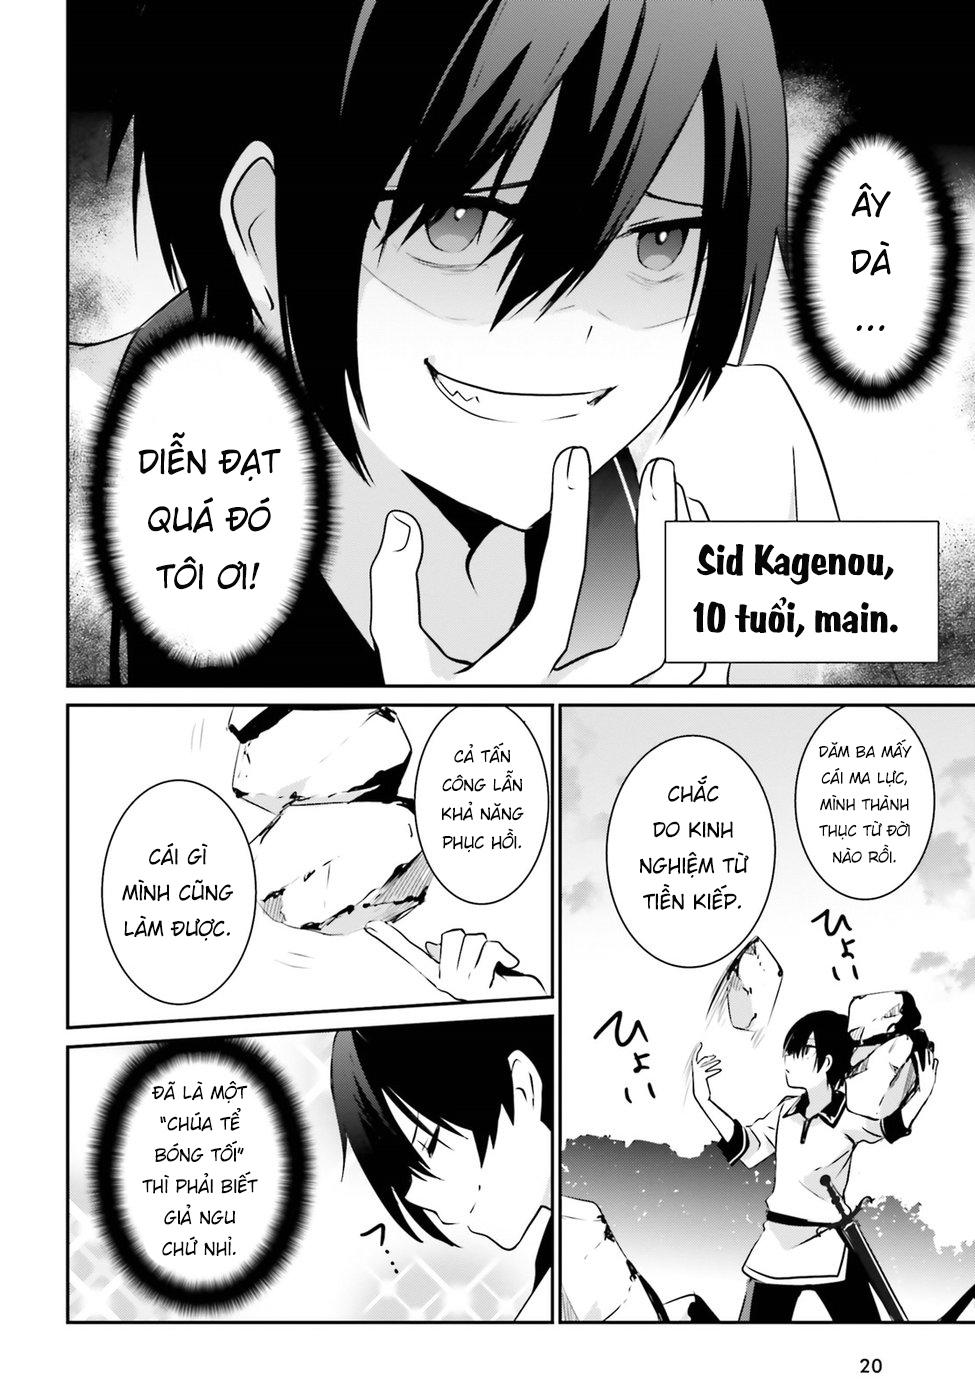 ÂY
DÀ
...
DIỄN ĐẠT
QUÁ ĐÓ
TÔI ƠI!
Sid Kagenou,
10 tuổi, main.
DĂM BA MẤY
CÁI MA LỰC,
MÌNH THÀNH
THỤC TỪ ĐỜI
NÀO RỒI.
CHẮC
DO KINH
NGHIỆM TỪ
TIỀN KIẾP.
ひょい
ひょい
CẢ TẤN
CÔNG LẪN
KHẢ NĂNG
PHỤC HỒI.
CÁI GÌ
MÌNH CŨNG
LÀM ĐƯỢC.
ĐÃ LÀ MỘT
"CHÚA TỂ
BÓNG TỐI"
THÌ PHẢI BIẾT
GIẢ NGU
CHỨ NHỈ.
20